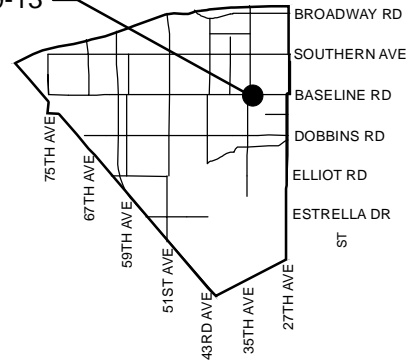 BROADWAY RD
SOUTHERN AVE
BASELINE RD
DOBBINS RD
ELLIOT RD
ESTRELLA DR
ST
75TH AVE
67TH AVE
59TH AVE
51ST AVE
43RD AVE
35TH AVE
27TH AVE